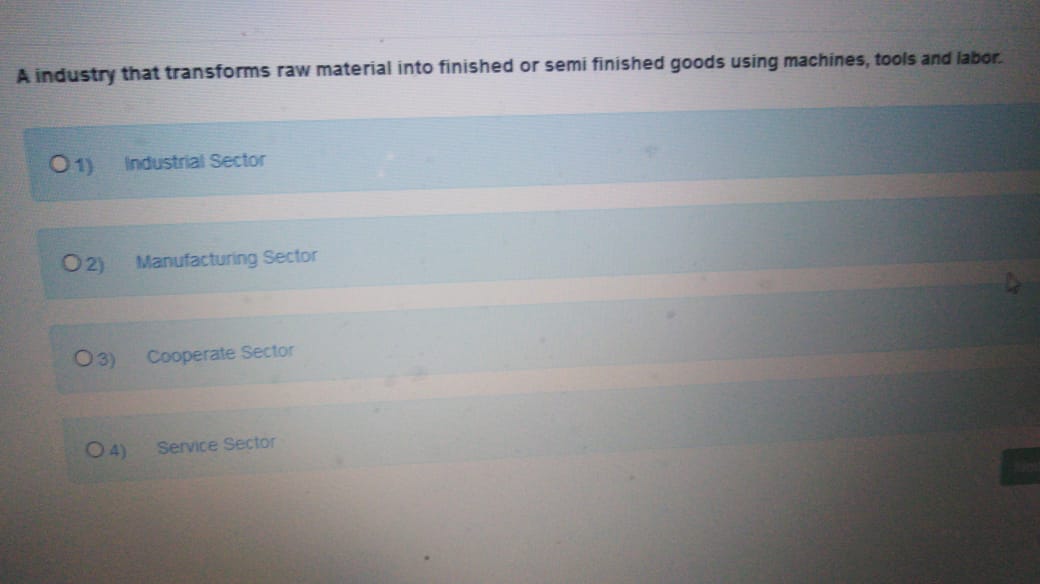 A industry that transforms raw material into finished or semi finished goods using machines, tools and labor.
1) Industrial Sector
2) Manufacturing Sector
3) Cooperate Sector
4) Service Sector